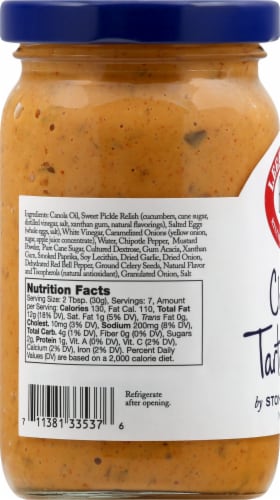 Ingredients: Canola Oil, Sweet Pickle Relish (cucumbers, cane sugar,
distilled vinegar, salt, xanthan gum, natural flavorings), Salted Eggs
(whole eggs, salt), White Vinegar, Caramelized Onions (yellow onion,
sugar, apple juice concentrate), Water, Chipotle Pepper, Mustard
Powder, Pure Cane Sugar, Cultured Dextrose, Gum Acacia, Xanthan
Gum, Smoked Paprika, Soy Lecithin, Dried Garlic, Dried Onion,
Dehydrated Red Bell Pepper, Ground Celery Seeds, Natural Flavor
and Tocopherols (natural antioxidant), Granulated Onion, Salt
Nutrition Facts
Serving Size: 2 Tbsp. (30g), Servings: 7, Amount
per Serving: Calories 130, Fat Cal. 110, Total Fat
12g (18% DV), Sat. Fat 1g (5% DV), Trans Fat 0g,
Cholest. 10mg (3% DV), Sodium 200mg (8% DV),
Total Carb. 4g (1% DV), Fiber 0g (0% DV), Sugars
2g, Protein 1g, Vit. A (0% DV), Vit. C (2% DV),
Calcium (2% DV), Iron (2% DV). Percent Daily
Values (DV) are based on a 2,000 calorie diet.
Refrigerate
after opening.
7 11381 33537 6
by STO